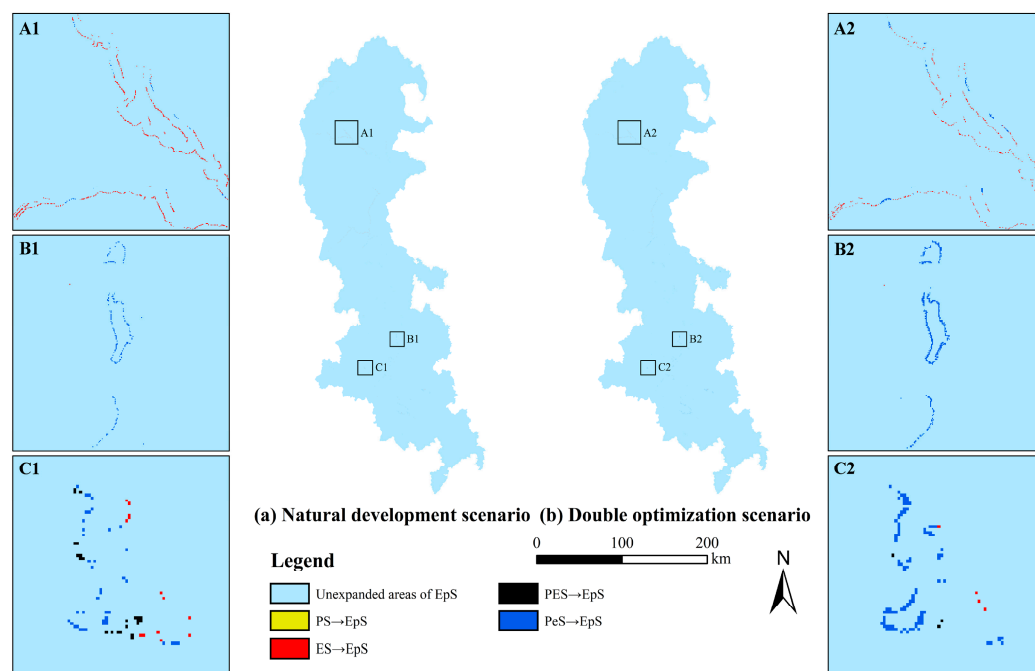 A1
A2
A1
A2
B1
B2
B1
B2
C1
C2
C1
C2
(a) Natural development scenario (b) Double optimization scenario
0 100 200
km
N
Legend
Unexpanded areas of EpS
PES→EpS
PS→EpS
PeS→EpS
ES→EpS